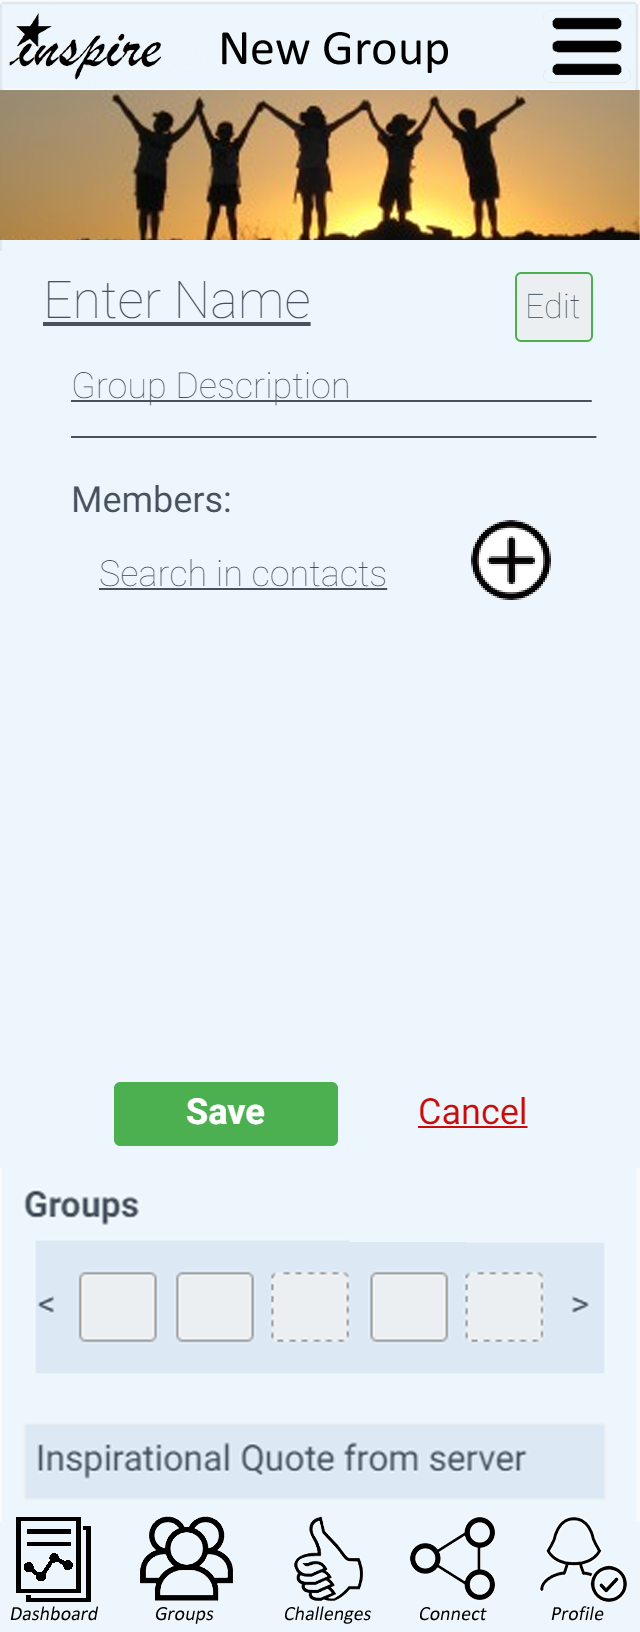 inspire New Group
Enter Name Edit
Group Description
Members:
Search in contacts
Save Cancel
Groups
< >
Inspirational Quote from server
Dashboard Groups Challenges Connect Profile